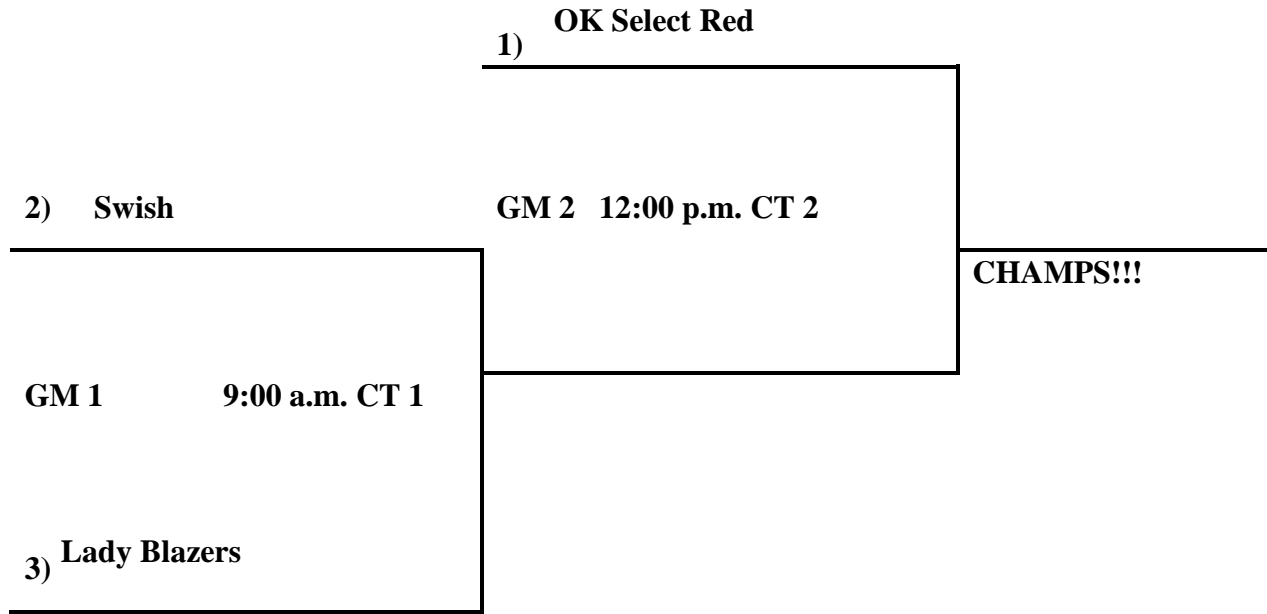 1) OK Select Red
2) Swish
GM 2 12:00 p.m. CT 2
CHAMPS!!!
GM 1 9:00 a.m. CT 1
3) Lady Blazers